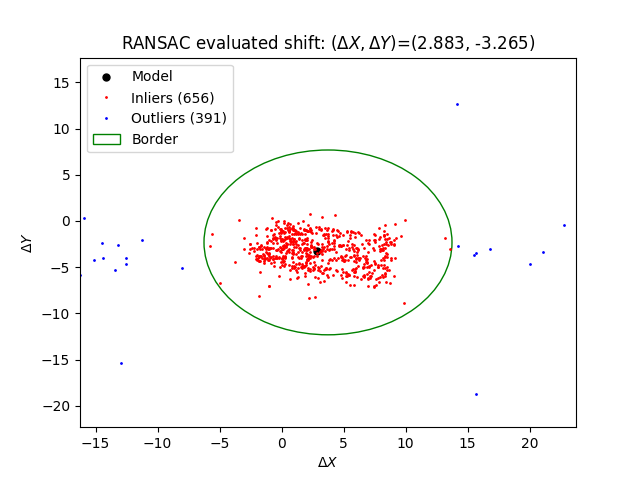 RANSAC evaluated shift: (ΔX, ΔY)=(2.883, -3.265)
Model
Inliers (656)
Outliers (391)
Border
ΔY
15
10
5
0
−5
−10
−15
−20
−15 −10 −5 0 5 10 15 20
ΔX